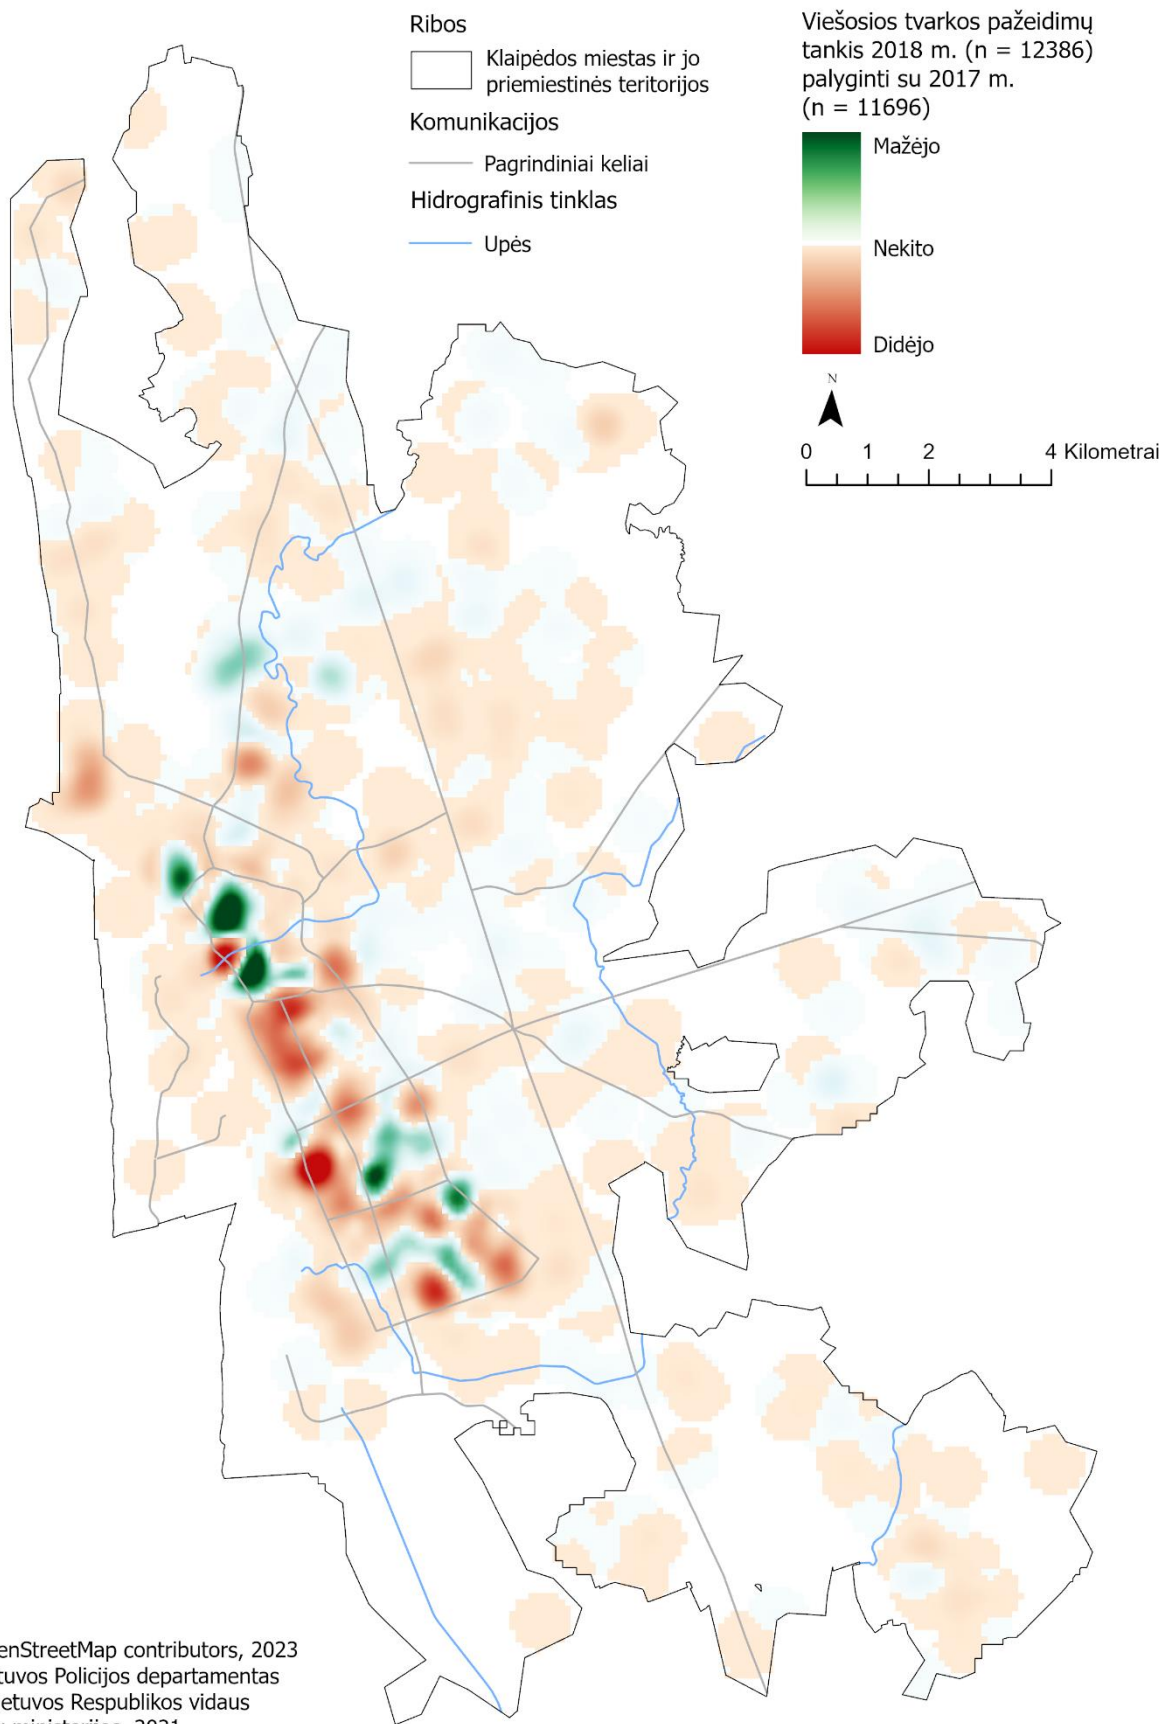 Ribos
Klaipėdos miestas ir jo
priemiestinės teritorijos
Komunikacijos
Pagrindiniai keliai
Hidrografinis tinklas
Upės
Viešosios tvarkos pažeidimų
tankis 2018 m. (n = 12386)
palyginti su 2017 m.
(n = 11696)
Mažėjo
Nekito
Didėjo
N
0 1 2 4 Kilometrai
enStreetMap contributors, 2023
tuvos Policijos departamentas
etuvos Respublikos vidaus
ministerijos, 2021